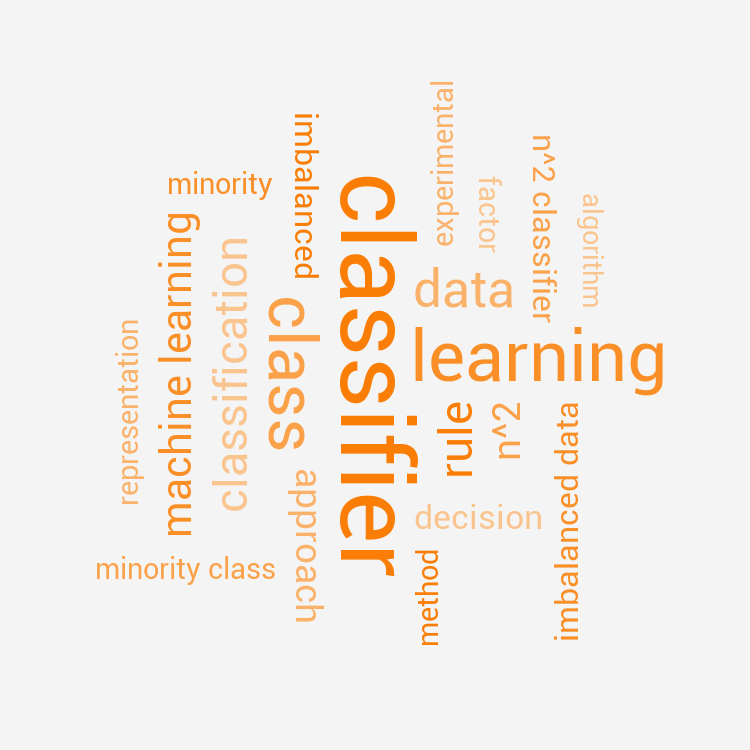 experimental
imbalanced
n^2 classifier
minority
classifier
factor
algorithm
machine learning
classification
data
class
learning
representation
rule
n^2
imbalanced data
approach
decision
minority class
method